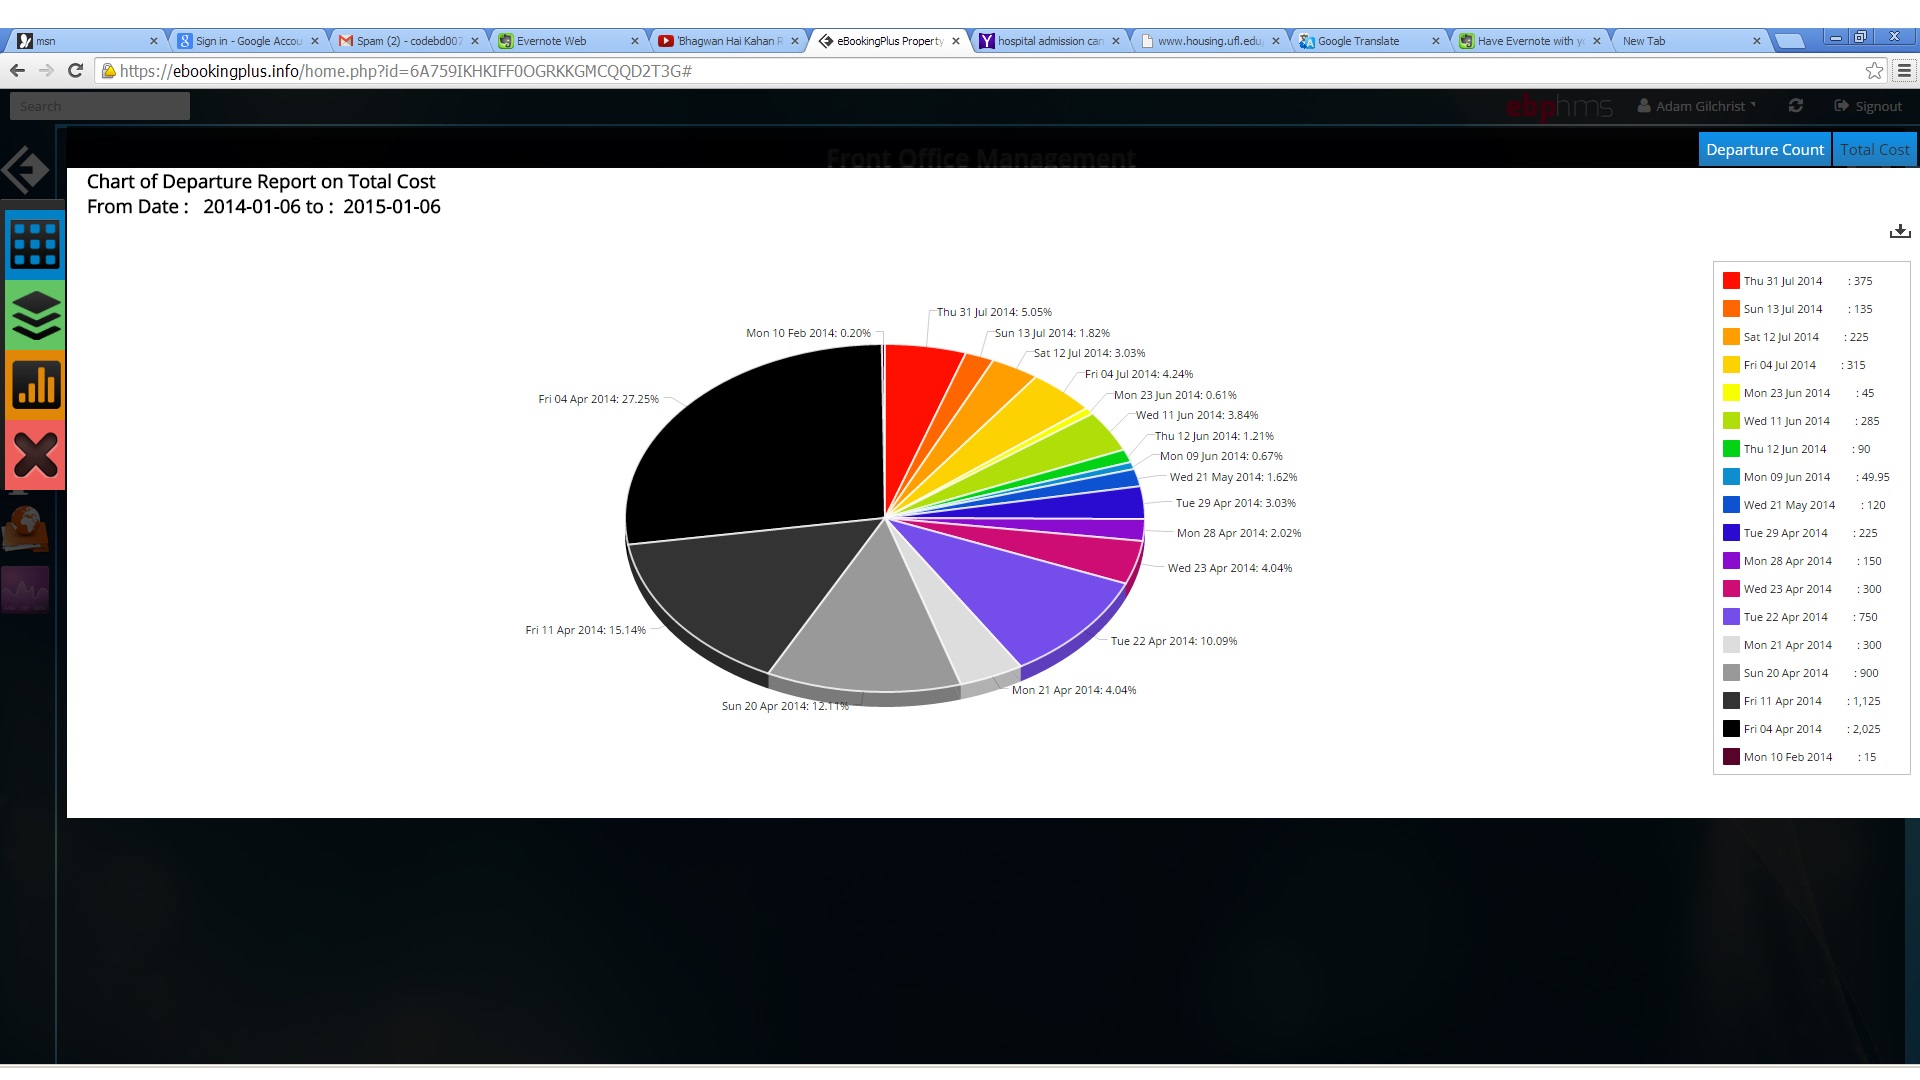 msn
Sign in - Google Accou
Spam (2) - codebd007
Evernote Web
'Bhagwan Hai Kahan R
eBookingPlus Property
hospital admission can
www.housing.ufl.edu
Google Translate
Have Evernote with yo
New Tab
https://ebookingplus.info/home.php?id=6A759IKHKIFF0OGRKKGMCQQD2T3G#
Search
ebphms
Adam Gilchrist
Signout
Front Office Management
Departure Count
Total Cost
Chart of Departure Report on Total Cost
From Date : 2014-01-06 to : 2015-01-06
Thu 31 Jul 2014: 5.05%
Mon 10 Feb 2014: 0.20%
Sun 13 Jul 2014: 1.82%
Sat 12 Jul 2014: 3.03%
Fri 04 Jul 2014: 4.24%
Mon 23 Jun 2014: 0.61%
Fri 04 Apr 2014: 27.25%
Wed 11 Jun 2014: 3.84%
Thu 12 Jun 2014: 1.21%
Mon 09 Jun 2014: 0.67%
Wed 21 May 2014: 1.62%
Tue 29 Apr 2014: 3.03%
Mon 28 Apr 2014: 2.02%
Wed 23 Apr 2014: 4.04%
Fri 11 Apr 2014: 15.14%
Tue 22 Apr 2014: 10.09%
Mon 21 Apr 2014: 4.04%
Sun 20 Apr 2014: 12.11%
Thu 31 Jul 2014 : 375
Sun 13 Jul 2014 : 135
Sat 12 Jul 2014 : 225
Fri 04 Jul 2014 : 315
Mon 23 Jun 2014 : 45
Wed 11 Jun 2014 : 285
Thu 12 Jun 2014 : 90
Mon 09 Jun 2014 : 49.95
Wed 21 May 2014 : 120
Tue 29 Apr 2014 : 225
Mon 28 Apr 2014 : 150
Wed 23 Apr 2014 : 300
Tue 22 Apr 2014 : 750
Mon 21 Apr 2014 : 300
Sun 20 Apr 2014 : 900
Fri 11 Apr 2014 : 1,125
Fri 04 Apr 2014 : 2,025
Mon 10 Feb 2014 : 15